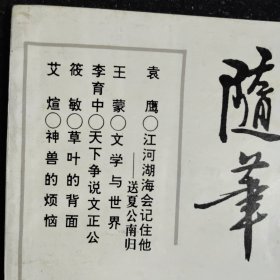 随笔
袁鹰○江河湖海会记住他
——送夏公南归
王蒙○文学与世界
李育中○天下争说文正公
筱敏○草叶的背面
艾煊○神兽的烦恼